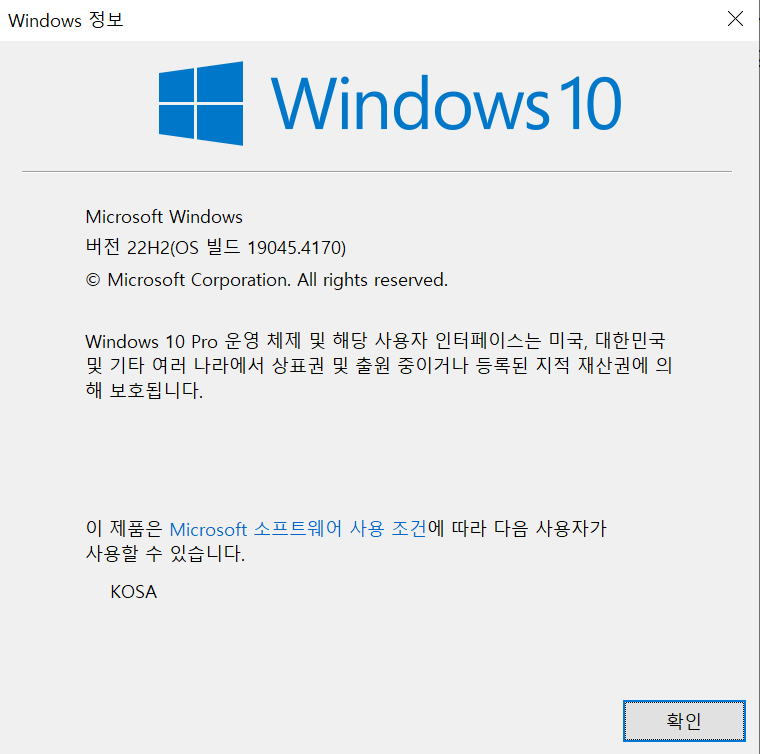 Windows 정보
Windows 10
Microsoft Windows
버전 22H2(OS 빌드 19045.4170)
© Microsoft Corporation. All rights reserved.
Windows 10 Pro 운영 체제 및 해당 사용자 인터페이스는 미국, 대한민국
및 기타 여러 나라에서 상표권 및 출원 중이거나 등록된 지적 재산권에 의
해 보호됩니다.
이 제품은 Microsoft 소프트웨어 사용 조건에 따라 다음 사용자가
사용할 수 있습니다.
KOSA
확인